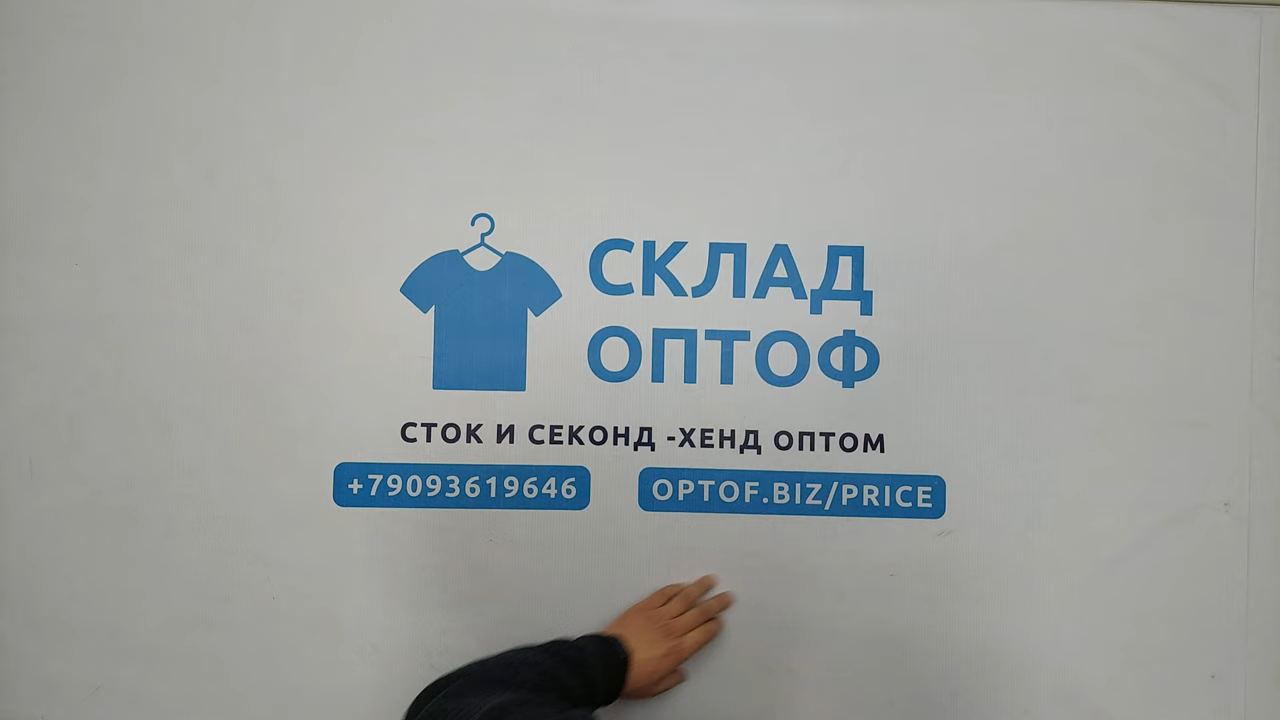 СКЛАД
ОПТОФ
СТОК И СЕКОНД -ХЕНД ОПТОМ
+79093619646
OPTOF.BIZ/PRICE